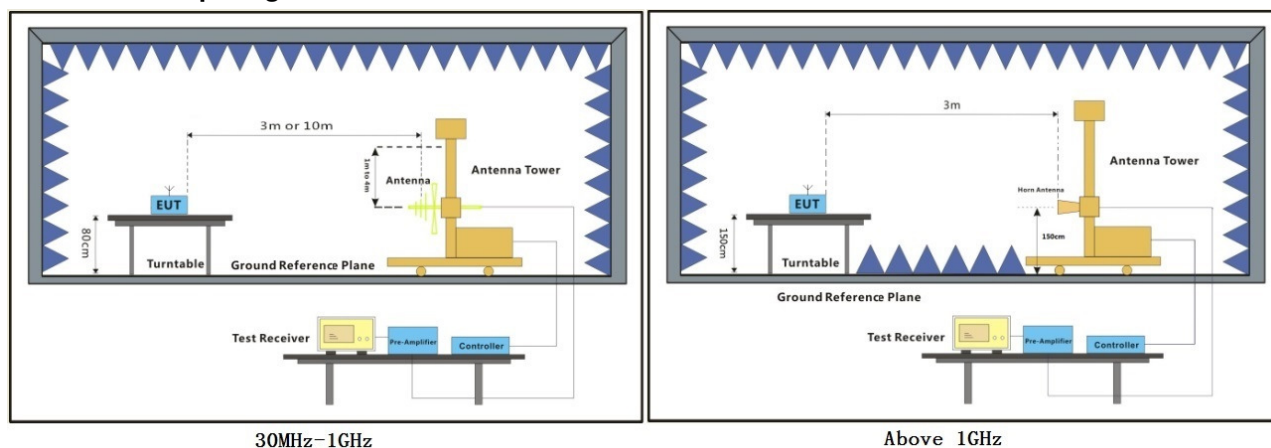 3m or 10m
1m to 4m
Antenna
Antenna Tower
EUT
80cm
Turntable
Ground Reference Plane
Test Receiver
Pre-Amplifier
Controller
30MHz-1GHz
3m
Antenna Tower
Horn Antenna
EUT
150cm
150cm
Turntable
Ground Reference Plane
Test Receiver
Pre-Amplifier
Controller
Above 1GHz